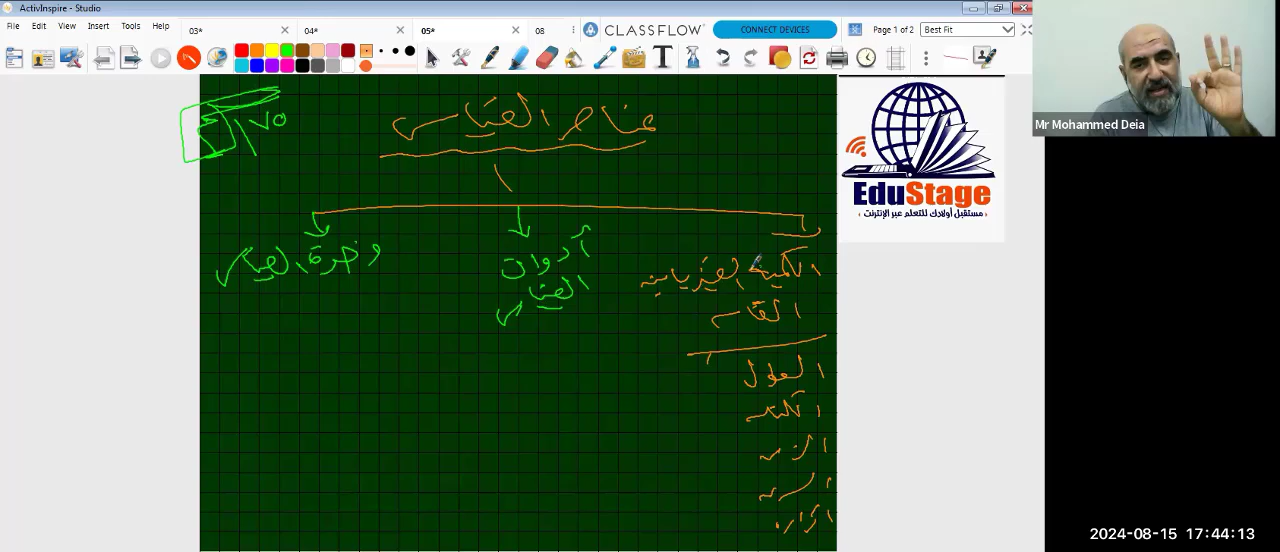 ActivInspire - Studio
File Edit View Insert Tools Help
03* 04* 05* 08 CLASSFLOW CONNECT DEVICES Page 1 of 2 Best Fit
Mr Mohammed Deia
EduStage
مستقبل أولادك للتعلم عبر الإنترنت
عناصر القياس
١٧٥
الكمية الفيزيائية
المقاسة
أدوات
القياس
وحدة القياس
الطول
الكتلة
الزمن
السرعة
2024-08-15 17:44:13